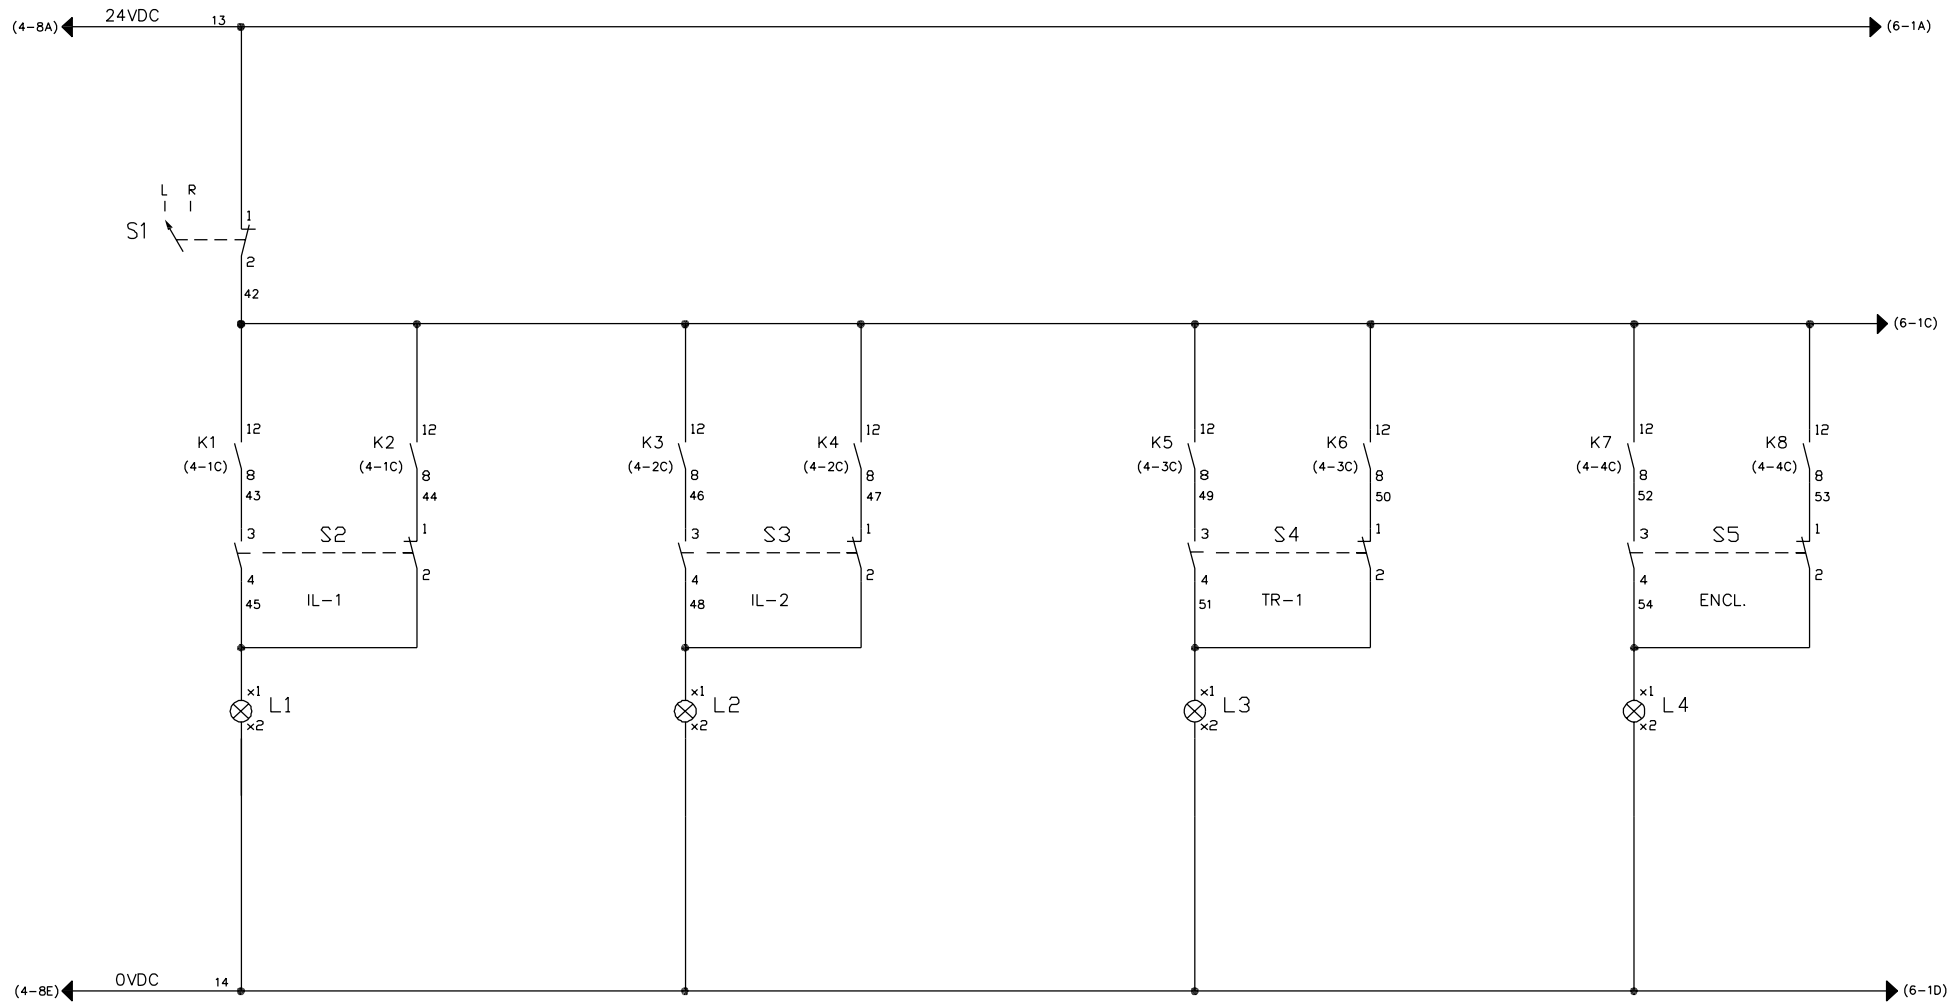 24VDC
13
(4-8A)
(6-1A)
L R
1
S1
2
42
(6-1C)
12 12 12 12 12 12 12 12
K1 K2 K3 K4 K5 K6 K7 K8
(4-1C) (4-1C) (4-2C) (4-2C) (4-3C) (4-3C) (4-4C) (4-4C)
8 8 8 8 8 8 8 8
43 44 46 47 49 50 52 53
3 S2 1 3 S3 1 3 S4 1 3 S5 1
4 2 4 2 4 2 4 2
45 IL-1 48 IL-2 51 TR-1 54 ENCL.
x1 x1 x1 x1
L1 L2 L3 L4
x2 x2 x2 x2
0VDC
14
(4-8E)
(6-1D)